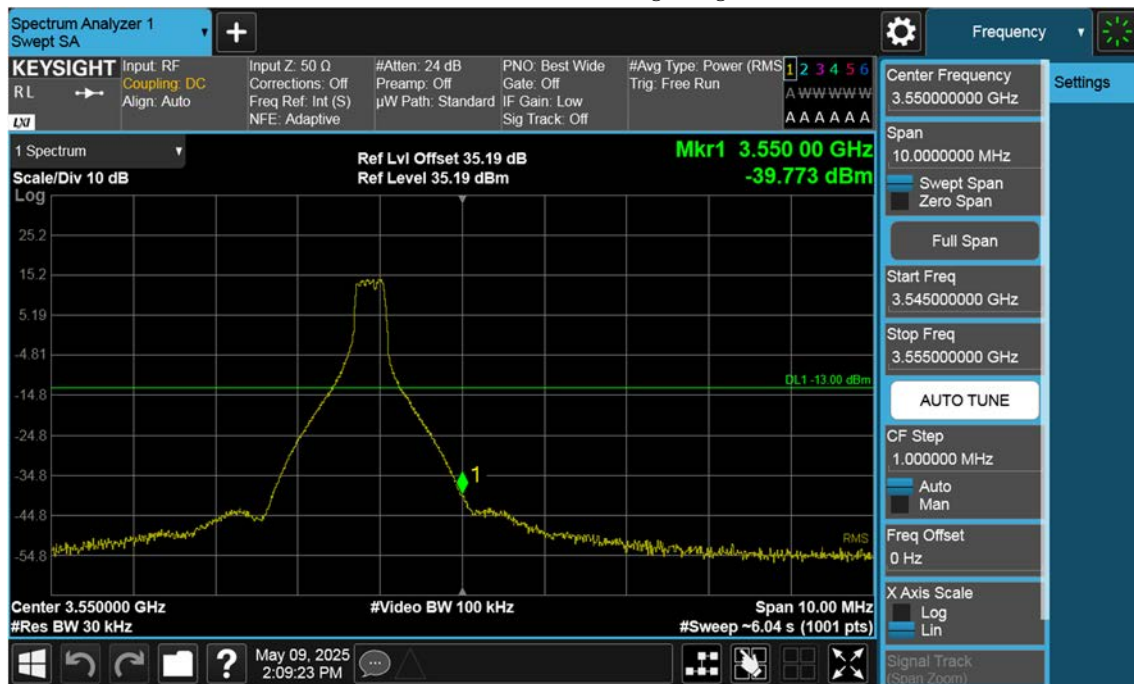 Spectrum Analyzer 1
Swept SA
+
Frequency
KEYSIGHT
RL
LXI
Input: RF
Coupling: DC
Align: Auto
Input Z: 50 Ω
Corrections: Off
Freq Ref: Int (S)
NFE: Adaptive
#Atten: 24 dB
Preamp: Off
µW Path: Standard
PNO: Best Wide
Gate: Off
IF Gain: Low
Sig Track: Off
#Avg Type: Power (RMS
Trig: Free Run
1 2 3 4 5 6
A W W W W W
A A A A A A
1 Spectrum
Scale/Div 10 dB
Ref Lvl Offset 35.19 dB
Ref Level 35.19 dBm
Mkr1 3.550 00 GHz
-39.773 dBm
Log
25.2
15.2
5.19
-4.81
-14.8
-24.8
-34.8
-44.8
-54.8
DL1 -13.00 dBm
1
RMS
Center 3.550000 GHz
#Res BW 30 kHz
#Video BW 100 kHz
Span 10.00 MHz
#Sweep ~6.04 s (1001 pts)
Center Frequency
3.550000000 GHz
Span
10.0000000 MHz
Swept Span
Zero Span
Full Span
Start Freq
3.545000000 GHz
Stop Freq
3.555000000 GHz
AUTO TUNE
CF Step
1.000000 MHz
Auto
Man
Freq Offset
0 Hz
X Axis Scale
Log
Lin
Signal Track
(Span Zoom)
Settings
?
May 09, 2025
2:09:23 PM